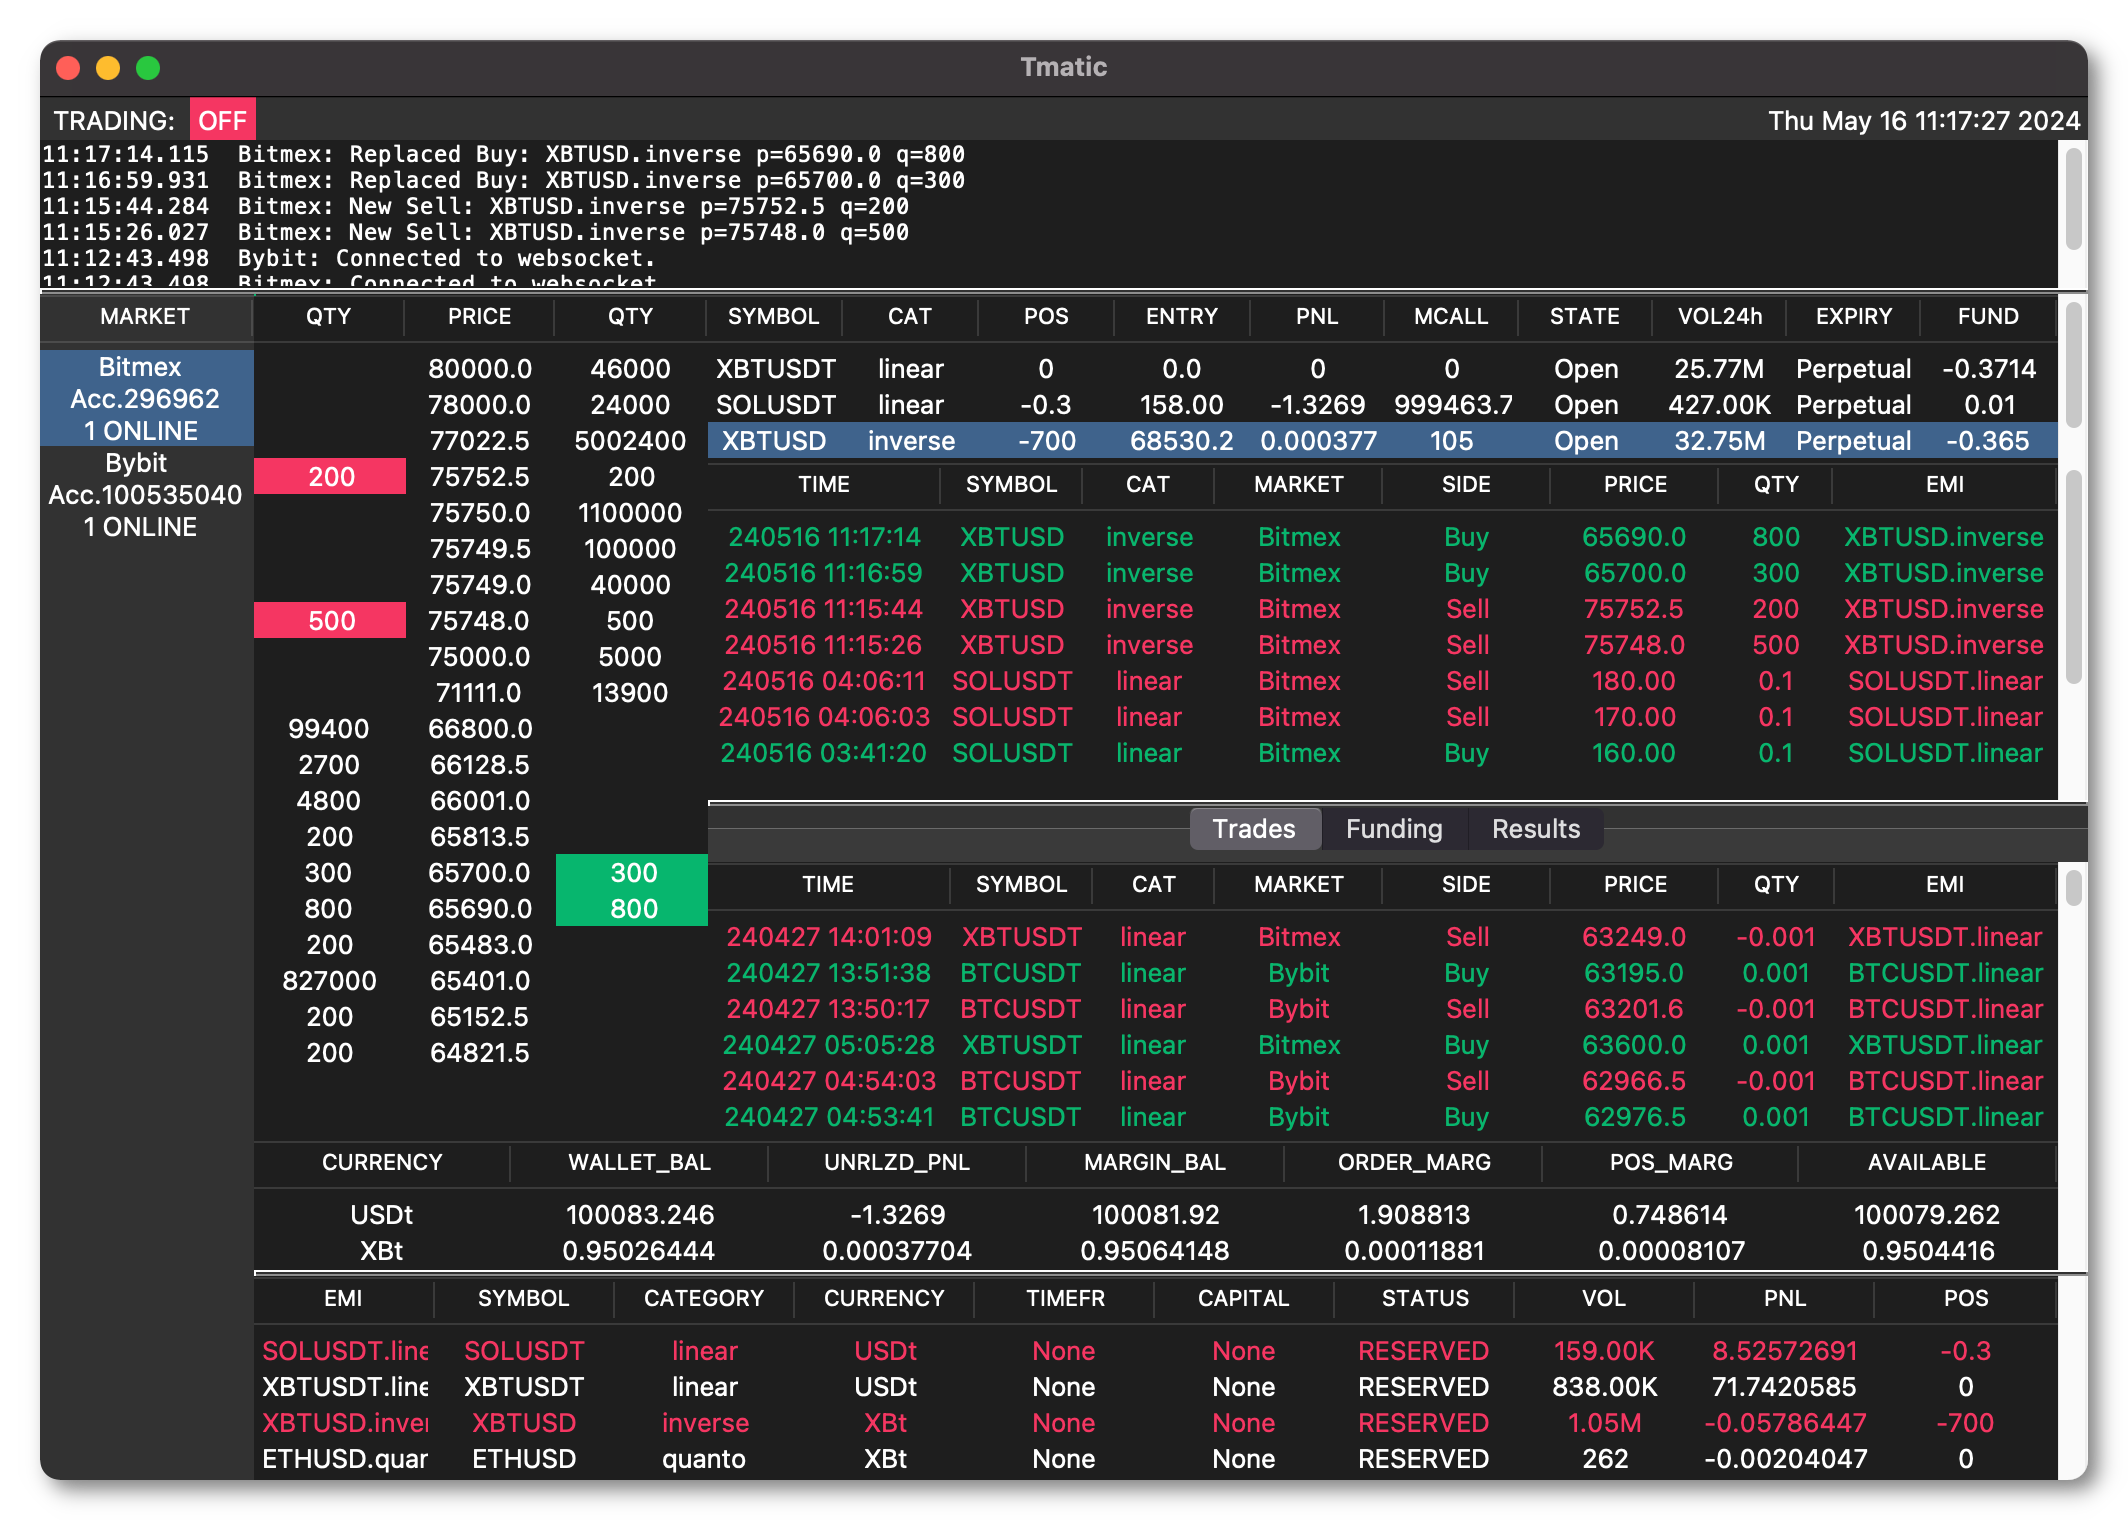 Tmatic
TRADING: OFF Thu May 16 11:17:27 2024
11:17:14.115 Bitmex: Replaced Buy: XBTUSD.inverse p=65690.0 q=800
11:16:59.931 Bitmex: Replaced Buy: XBTUSD.inverse p=65700.0 q=300
11:15:44.284 Bitmex: New Sell: XBTUSD.inverse p=75752.5 q=200
11:15:26.027 Bitmex: New Sell: XBTUSD.inverse p=75748.0 q=500
11:12:43.498 Bybit: Connected to websocket.
11:12:43.498 Bitmex: Connected to websocket
MARKET
Bitmex
Acc.296962
1 ONLINE
Bybit
Acc.100535040
1 ONLINE
QTY PRICE QTY
80000.0 46000
78000.0 24000
77022.5 5002400
200 75752.5 200
75750.0 1100000
75749.5 100000
75749.0 40000
500 75748.0 500
75000.0 5000
71111.0 13900
99400 66800.0
2700 66128.5
4800 66001.0
200 65813.5
300 65700.0 300
800 65690.0 800
200 65483.0
827000 65401.0
200 65152.5
200 64821.5
SYMBOL CAT POS ENTRY PNL MCALL STATE VOL24h EXPIRY FUND
XBTUSDT linear 0 0.0 0 0 Open 25.77M Perpetual -0.3714
SOLUSDT linear -0.3 158.00 -1.3269 999463.7 Open 427.00K Perpetual 0.01
XBTUSD inverse -700 68530.2 0.000377 105 Open 32.75M Perpetual -0.365
TIME SYMBOL CAT MARKET SIDE PRICE QTY EMI
240516 11:17:14 XBTUSD inverse Bitmex Buy 65690.0 800 XBTUSD.inverse
240516 11:16:59 XBTUSD inverse Bitmex Buy 65700.0 300 XBTUSD.inverse
240516 11:15:44 XBTUSD inverse Bitmex Sell 75752.5 200 XBTUSD.inverse
240516 11:15:26 XBTUSD inverse Bitmex Sell 75748.0 500 XBTUSD.inverse
240516 04:06:11 SOLUSDT linear Bitmex Sell 180.00 0.1 SOLUSDT.linear
240516 04:06:03 SOLUSDT linear Bitmex Sell 170.00 0.1 SOLUSDT.linear
240516 03:41:20 SOLUSDT linear Bitmex Buy 160.00 0.1 SOLUSDT.linear
Trades Funding Results
TIME SYMBOL CAT MARKET SIDE PRICE QTY EMI
240427 14:01:09 XBTUSDT linear Bitmex Sell 63249.0 -0.001 XBTUSDT.linear
240427 13:51:38 BTCUSDT linear Bybit Buy 63195.0 0.001 BTCUSDT.linear
240427 13:50:17 BTCUSDT linear Bybit Sell 63201.6 -0.001 BTCUSDT.linear
240427 05:05:28 XBTUSDT linear Bitmex Buy 63600.0 0.001 XBTUSDT.linear
240427 04:54:03 BTCUSDT linear Bybit Sell 62966.5 -0.001 BTCUSDT.linear
240427 04:53:41 BTCUSDT linear Bybit Buy 62976.5 0.001 BTCUSDT.linear
CURRENCY WALLET_BAL UNRLZD_PNL MARGIN_BAL ORDER_MARG POS_MARG AVAILABLE
USDt 100083.246 -1.3269 100081.92 1.908813 0.748614 100079.262
XBt 0.95026444 0.00037704 0.95064148 0.00011881 0.00008107 0.9504416
EMI SYMBOL CATEGORY CURRENCY TIMEFR CAPITAL STATUS VOL PNL POS
SOLUSDT.line SOLUSDT linear USDt None None RESERVED 159.00K 8.52572691 -0.3
XBTUSDT.line XBTUSDT linear USDt None None RESERVED 838.00K 71.7420585 0
XBTUSD.inver XBTUSD inverse XBt None None RESERVED 1.05M -0.05786447 -700
ETHUSD.quar ETHUSD quanto XBt None None RESERVED 262 -0.00204047 0